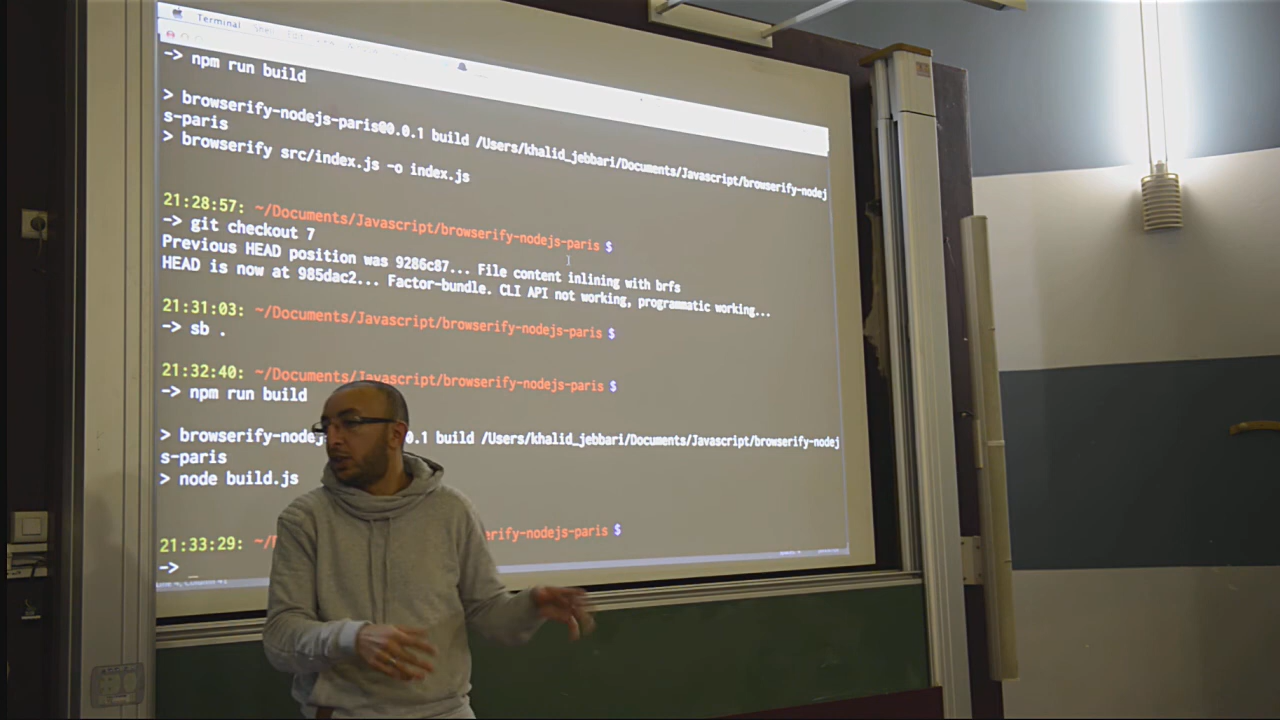 Terminal Shell
-> npm run build
> browserify-nodejs-paris@0.0.1 build /Users/khalid_jebbari/Documents/Javascript/browserify-nodej
s-paris
> browserify src/index.js -o index.js
21:28:57: ~/Documents/Javascript/browserify-nodejs-paris $
-> git checkout 7
Previous HEAD position was 9286c87... File content inlining with brfs
HEAD is now at 985dac2... Factor-bundle. CLI API not working, programmatic working...
21:31:03: ~/Documents/Javascript/browserify-nodejs-paris $
-> sb .
21:32:40: ~/Documents/Javascript/browserify-nodejs-paris $
-> npm run build
> browserify-nodej 0.1 build /Users/khalid_jebbari/Documents/Javascript/browserify-nodej
s-paris
> node build.js
21:33:29: ~/ erify-nodejs-paris $
->